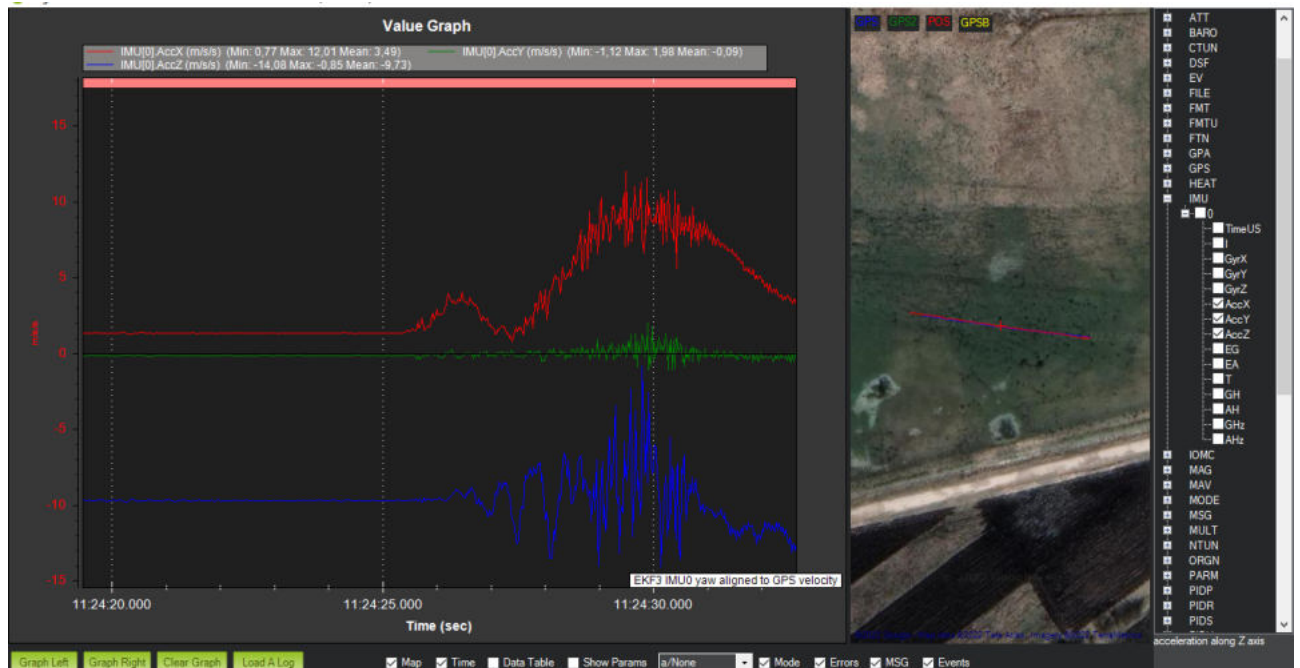 Value Graph
IMU[0].AccX (m/s/s) (Min: 0,77 Max: 12,01 Mean: 3,49) IMU[0].AccY (m/s/s) (Min: -1,12 Max: 1,98 Mean: -0,09)
IMU[0].AccZ (m/s/s) (Min: -14,08 Max: -0,85 Mean: -9,73)
15
10
5
0
-5
-10
-15
m/s/s
EKF3 IMU0 yaw aligned to GPS velocity
11:24:20.000 11:24:25.000 11:24:30.000
Time (sec)
GPS GPS2 POS GPSB
ATT
BARO
CTUN
DSF
EV
FILE
FMT
FMTU
FTN
GPA
GPS
HEAT
IMU
0
TimeUS
I
GyrX
GyrY
GyrZ
AccX
AccY
AccZ
EG
EA
T
GH
AH
GHz
AHz
IOMC
MAG
MAV
MODE
MSG
MULT
NTUN
ORGN
PARM
PIDP
PIDR
PIDS
acceleration along Z axis
Graph Left Graph Right Clear Graph Load A Log Map Time Data Table Show Params a/None Mode Errors MSG Events